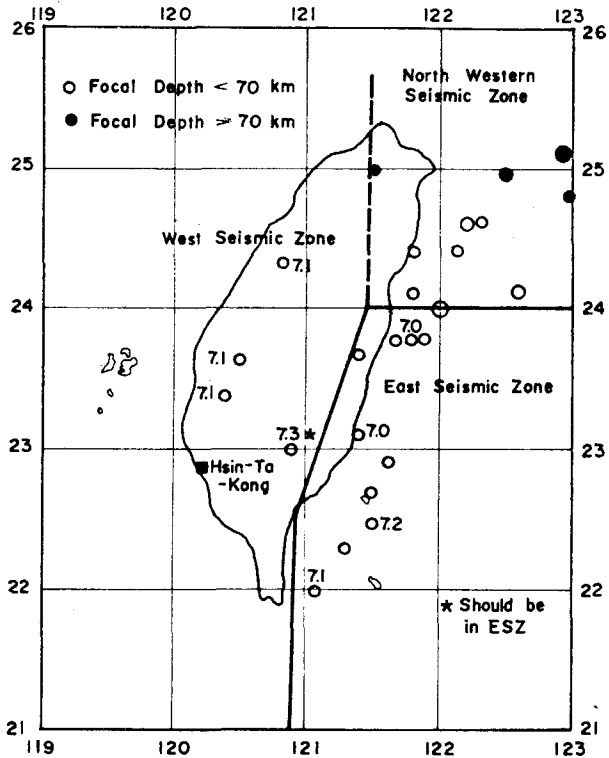 119 120 121 122 123
26 26
North Western
Seismic Zone
○ Focal Depth < 70 km
● Focal Depth ⩾ 70 km
25 25
West Seismic Zone
7.1
24 24
7.0
7.1
East Seismic Zone
7.1
7.3 *
7.0
23 23
Hsin-Ta
-Kong
7.2
7.1
22 22
* Should be
in ESZ
21 21
119 120 121 122 123